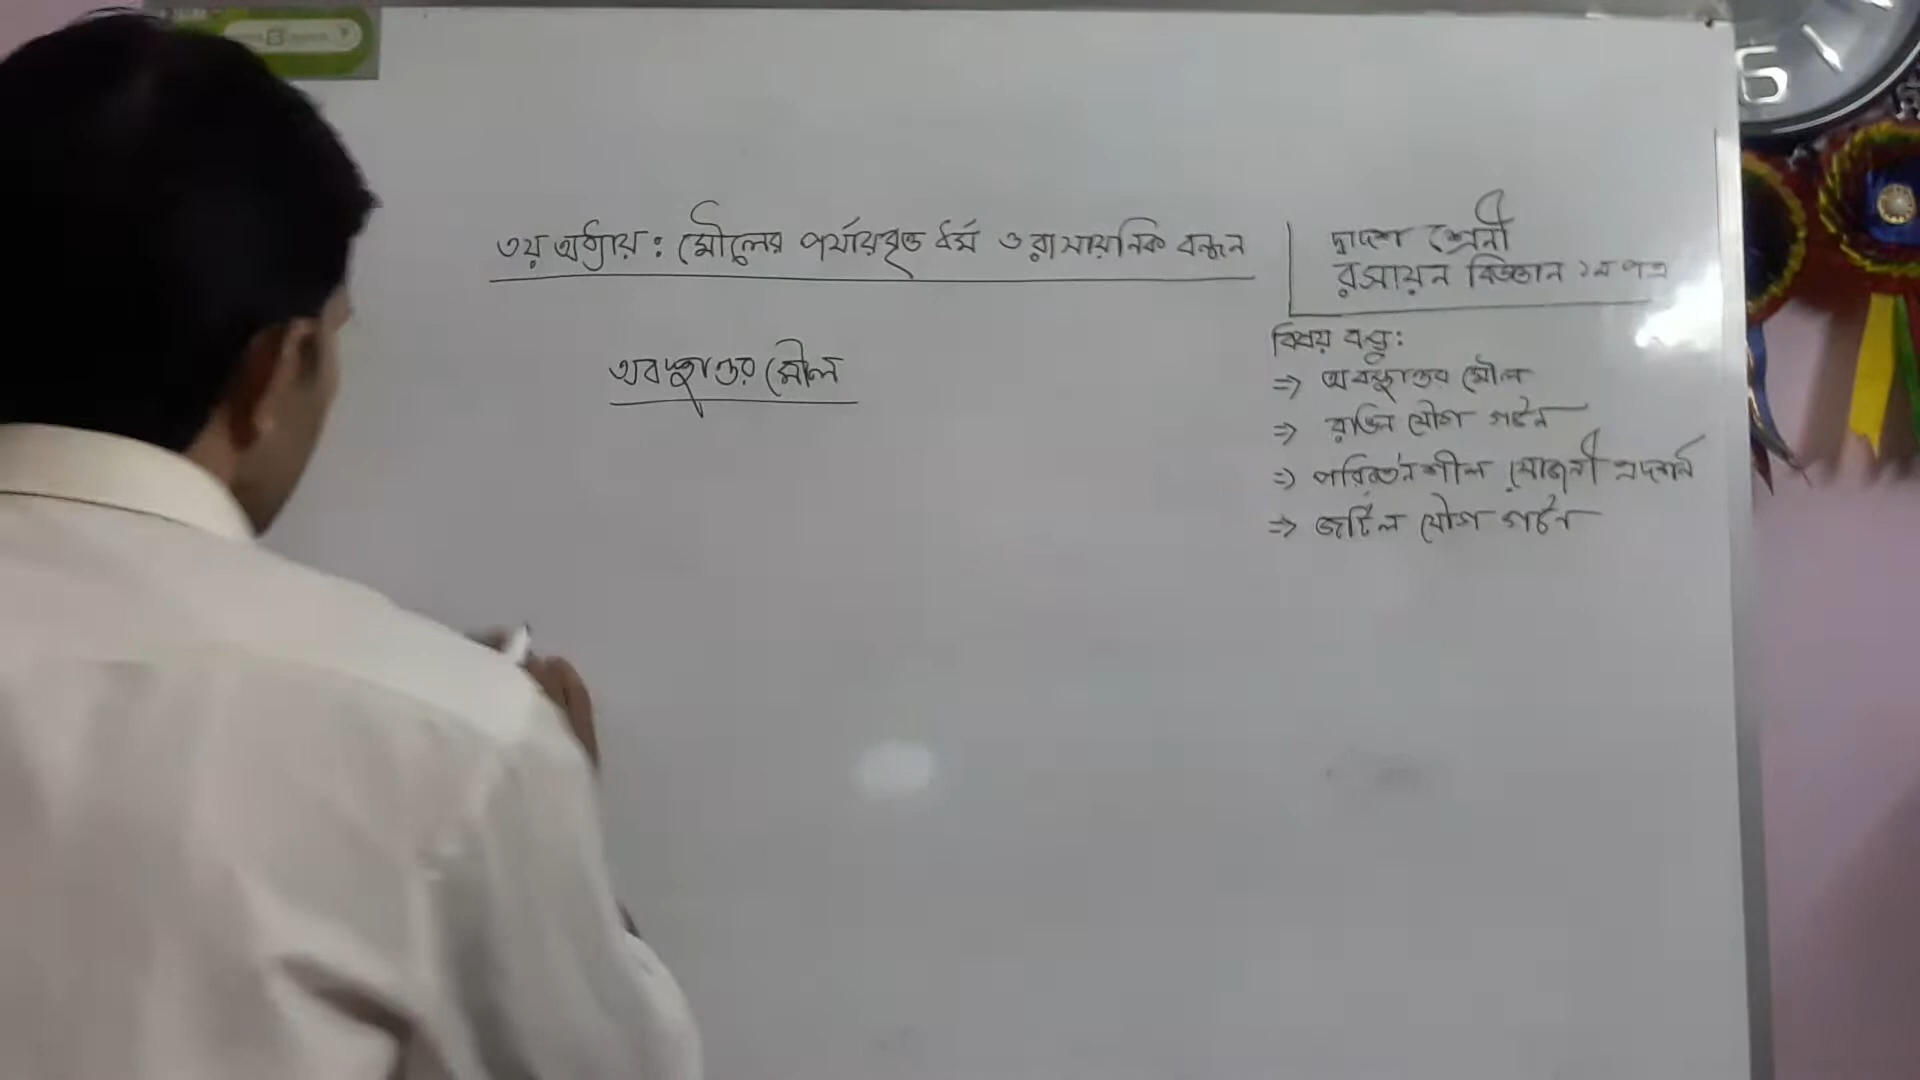 ৩য় অধ্যায়: মৌলের পর্যায়বৃত্ত ধর্ম ও রাসায়নিক বন্ধন
দ্বাদশ শ্রেনী
রসায়ন বিজ্ঞান ১ম পত্র
অবস্থান্তর মৌল
বিষয় বস্তু:
⇒ অবস্থান্তর মৌল
⇒ রঙিন যৌগ গঠন
⇒ পরিবর্তনশীল যোজনী প্রদর্শন
⇒ জটিল যৌগ গঠন
6